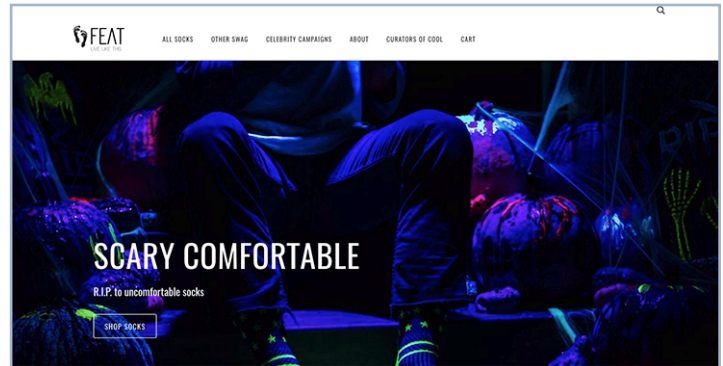 FEAT
LIVE LIKE THIS
ALL SOCKS OTHER SWAG CELEBRITY CAMPAIGNS ABOUT CURATORS OF COOL CART
RIP
SCARY COMFORTABLE
R.I.P. to uncomfortable socks
SHOP SOCKS